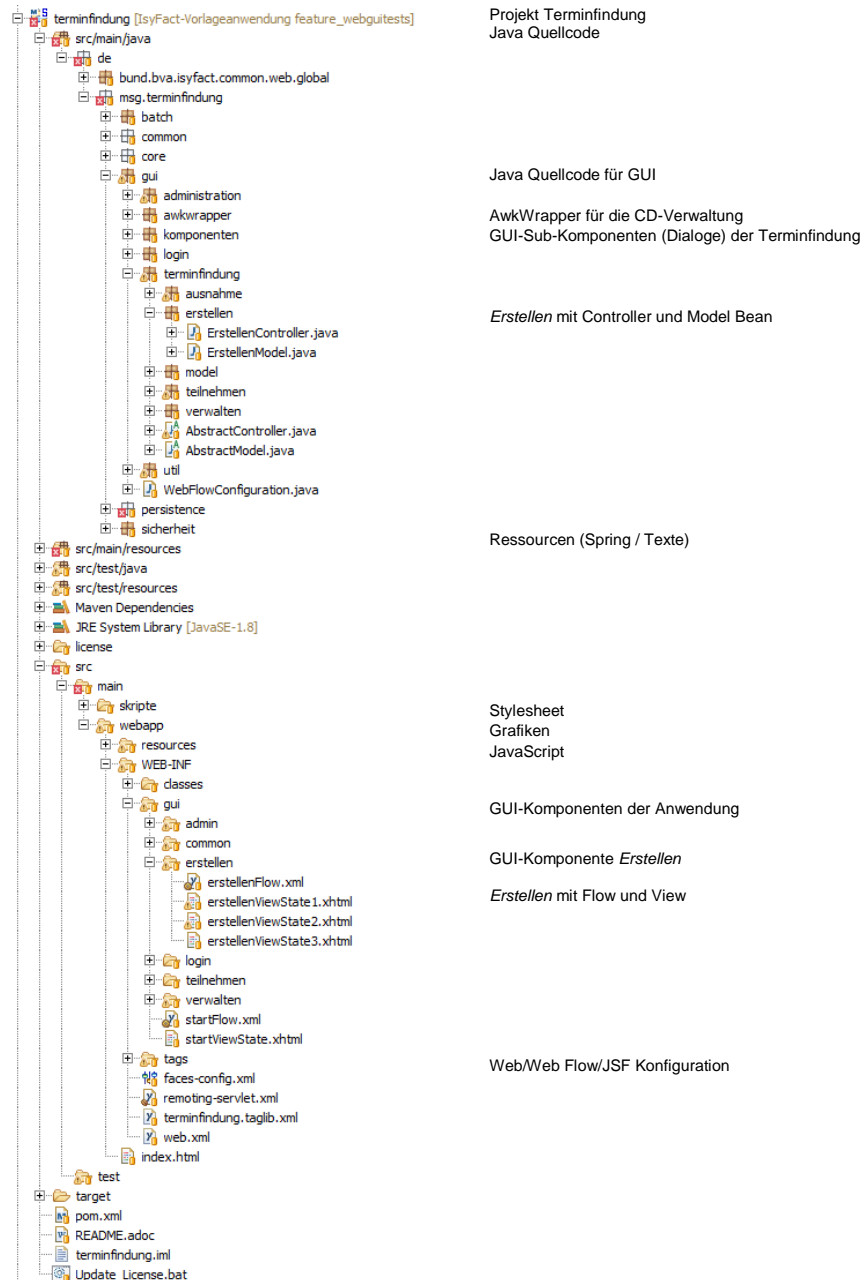 terminfindung [IsyFact-Vorlageanwendung feature_webguitests] Projekt Terminfindung
src/main/java Java Quellcode
de
bund.bva.isyfact.common.web.global
msg.terminfindung
batch
common
core
gui Java Quellcode für GUI
administration
awkwrapper AwkWrapper für die CD-Verwaltung
komponenten GUI-Sub-Komponenten (Dialoge) der Terminfindung
login
terminfindung
ausnahme
erstellen Erstellen mit Controller und Model Bean
ErstellenController.java
ErstellenModel.java
model
teilnehmen
verwalten
AbstractController.java
AbstractModel.java
util
WebFlowConfiguration.java
persistence
sicherheit
src/main/resources Ressourcen (Spring / Texte)
src/test/java
src/test/resources
Maven Dependencies
JRE System Library [JavaSE-1.8]
license
src
main
skripte Stylesheet
webapp Grafiken
resources JavaScript
WEB-INF
classes
gui GUI-Komponenten der Anwendung
admin
common
erstellen GUI-Komponente Erstellen
erstellenFlow.xml
erstellenViewState1.xhtml Erstellen mit Flow und View
erstellenViewState2.xhtml
erstellenViewState3.xhtml
login
teilnehmen
verwalten
startFlow.xml
startViewState.xhtml
tags Web/Web Flow/JSF Konfiguration
faces-config.xml
remoting-servlet.xml
terminfindung.taglib.xml
web.xml
index.html
test
target
pom.xml
README.adoc
terminfindung.iml
Update_License.bat